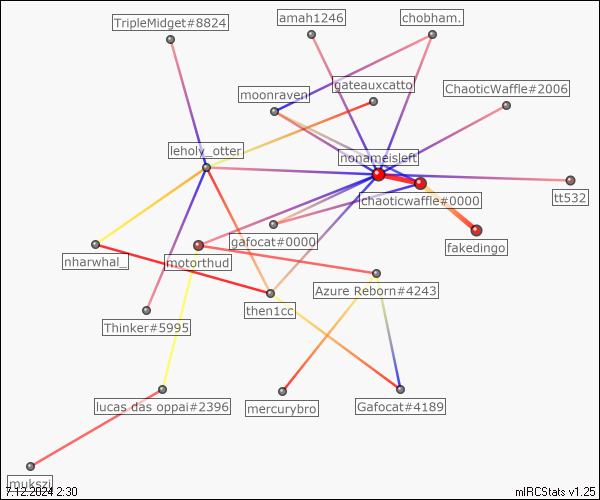 TripleMidget#8824
amah1246
chobham.
gateauxcatto
ChaoticWaffle#2006
moonraven
leholy_otter
nonameisleft
chaoticwaffle#0000
tt532
gafocat#0000
fakedingo
nharwhal_
motorthud
Azure Reborn#4243
then1cc
Thinker#5995
lucas das oppai#2396
mercurybro
Gafocat#4189
mukszi
7.12.2024 2:30
mIRCStats v1.25